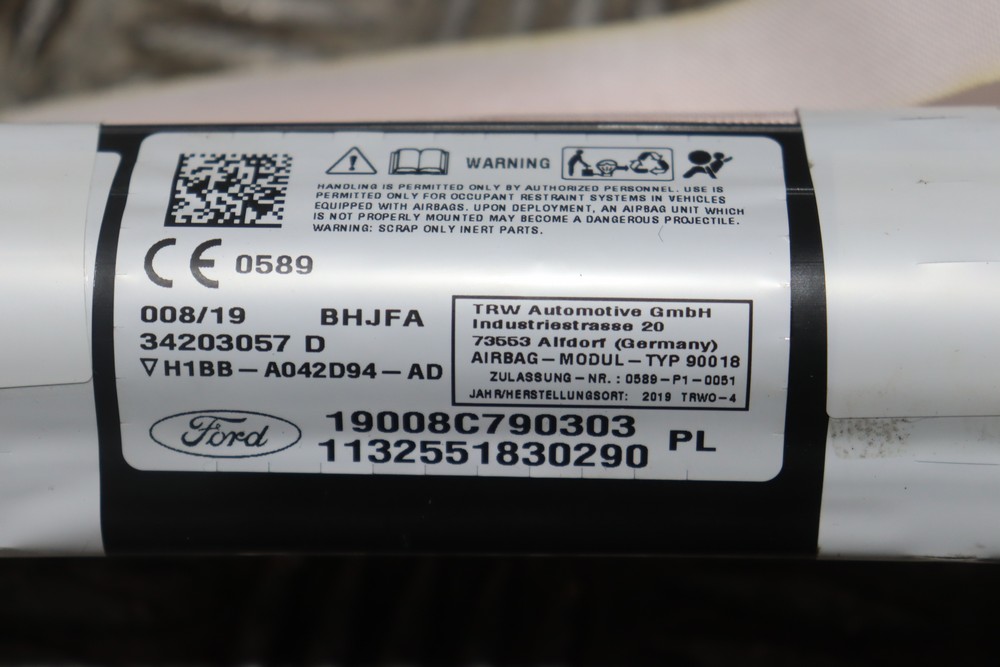 WARNING
HANDLING IS PERMITTED ONLY BY AUTHORIZED PERSONNEL. USE IS
PERMITTED ONLY FOR OCCUPANT RESTRAINT SYSTEMS IN VEHICLES
EQUIPPED WITH AIRBAGS. UPON DEPLOYMENT, AN AIRBAG UNIT WHICH
IS NOT PROPERLY MOUNTED MAY BECOME A DANGEROUS PROJECTILE.
WARNING: SCRAP ONLY INERT PARTS.
CE 0589
008/19 BHJFA
34203057 D
H1BB-A042D94-AD
TRW Automotive GmbH
Industriestrasse 20
73553 Alfdorf (Germany)
AIRBAG-MODUL-TYP 90018
ZULASSUNG-NR.: 0589-P1-0051
JAHR/HERSTELLUNGSORT: 2019 TRWO-4
Ford
19008C790303
1132551830290
PL